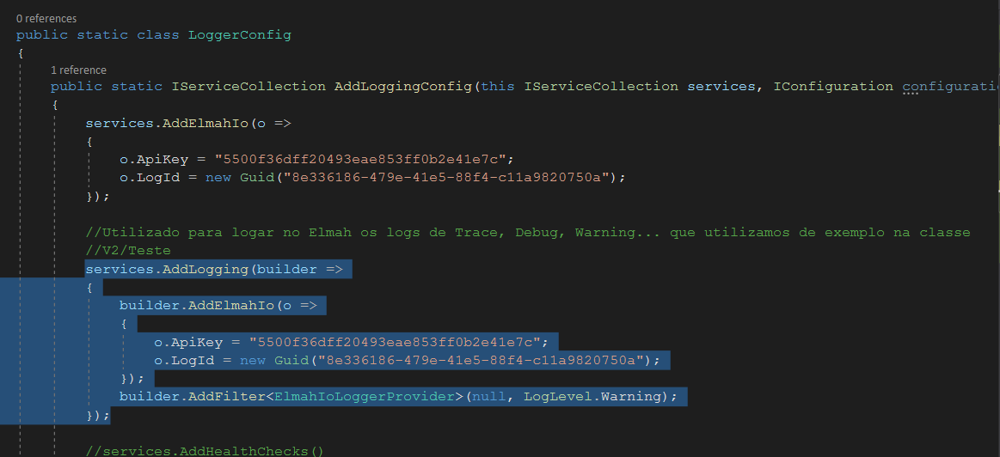 0 references
public static class LoggerConfig
{
1 reference
public static IServiceCollection AddLoggingConfig(this IServiceCollection services, IConfiguration configurati
{
services.AddElmahIo(o =>
{
o.ApiKey = "5500f36dff20493eae853ff0b2e41e7c";
o.LogId = new Guid("8e336186-479e-41e5-88f4-c11a9820750a");
});
//Utilizado para logar no Elmah os logs de Trace, Debug, Warning... que utilizamos de exemplo na classe
//V2/Teste
services.AddLogging(builder =>
{
builder.AddElmahIo(o =>
{
o.ApiKey = "5500f36dff20493eae853ff0b2e41e7c";
o.LogId = new Guid("8e336186-479e-41e5-88f4-c11a9820750a");
});
builder.AddFilter<ElmahIoLoggerProvider>(null, LogLevel.Warning);
});
//services.AddHealthChecks()